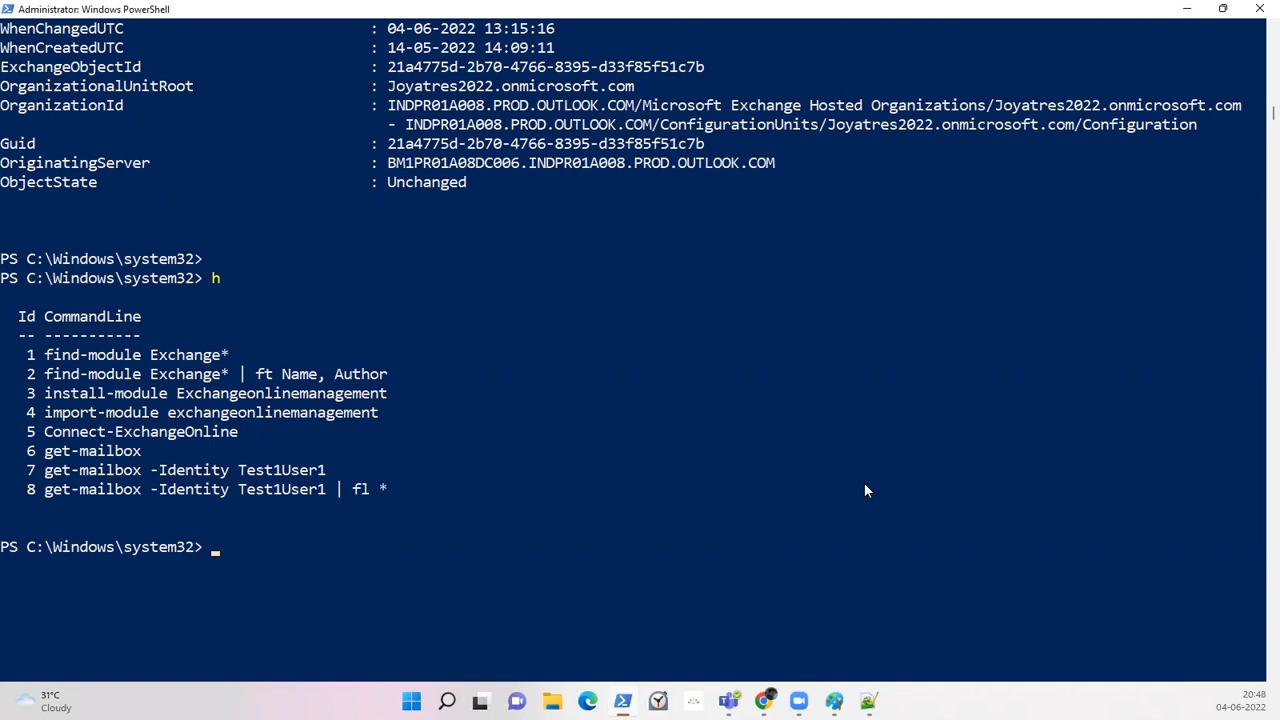 Administrator: Windows PowerShell
WhenChangedUTC : 04-06-2022 13:15:16
WhenCreatedUTC : 14-05-2022 14:09:11
ExchangeObjectId : 21a4775d-2b70-4766-8395-d33f85f51c7b
OrganizationalUnitRoot : Joyatres2022.onmicrosoft.com
OrganizationId : INDPR01A008.PROD.OUTLOOK.COM/Microsoft Exchange Hosted Organizations/Joyatres2022.onmicrosoft.com
- INDPR01A008.PROD.OUTLOOK.COM/ConfigurationUnits/Joyatres2022.onmicrosoft.com/Configuration
Guid : 21a4775d-2b70-4766-8395-d33f85f51c7b
OriginatingServer : BM1PR01A08DC006.INDPR01A008.PROD.OUTLOOK.COM
ObjectState : Unchanged
PS C:\Windows\system32>
PS C:\Windows\system32> h
Id CommandLine
-- -----------
1 find-module Exchange*
2 find-module Exchange* | ft Name, Author
3 install-module Exchangeonlinemanagement
4 import-module exchangeonlinemanagement
5 Connect-ExchangeOnline
6 get-mailbox
7 get-mailbox -Identity Test1User1
8 get-mailbox -Identity Test1User1 | fl *
PS C:\Windows\system32>
31°C
Cloudy
20:48
04-06-2022